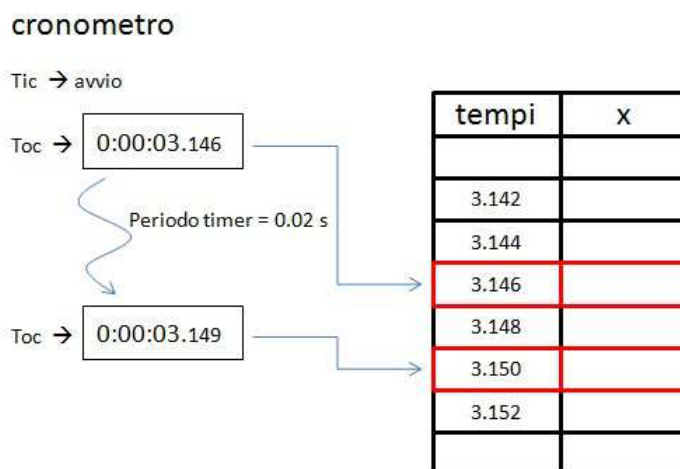 cronometro
Tic → avvio
Toc → 0:00:03.146
Periodo timer = 0.02 s
Toc → 0:00:03.149
tempi x
3.142
3.144
3.146
3.148
3.150
3.152